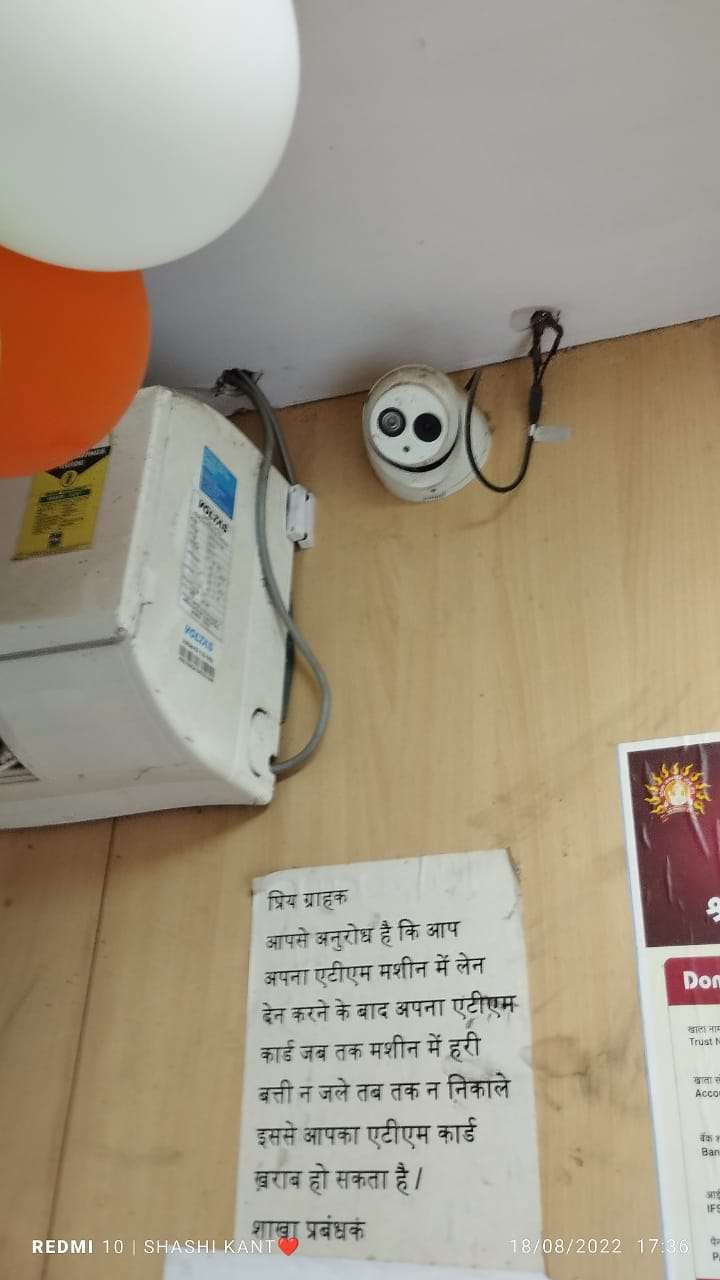 VOLTAS
VOLTAS
प्रिय ग्राहक
आपसे अनुरोध है कि आप
अपना एटीएम मशीन में लेन
देन करने के बाद अपना एटीएम
कार्ड जब तक मशीन में हरी
बत्ती न जले तब तक न निकाले
इससे आपका एटीएम कार्ड
ख़राब हो सकता है /
शाखा प्रबंधक
Don
खाता नाम
Trust N
खाता सं
Accou
बैंक श
Ban
आई
IFS
REDMI 10 | SHASHI KANT❤️
18/08/2022 17:36